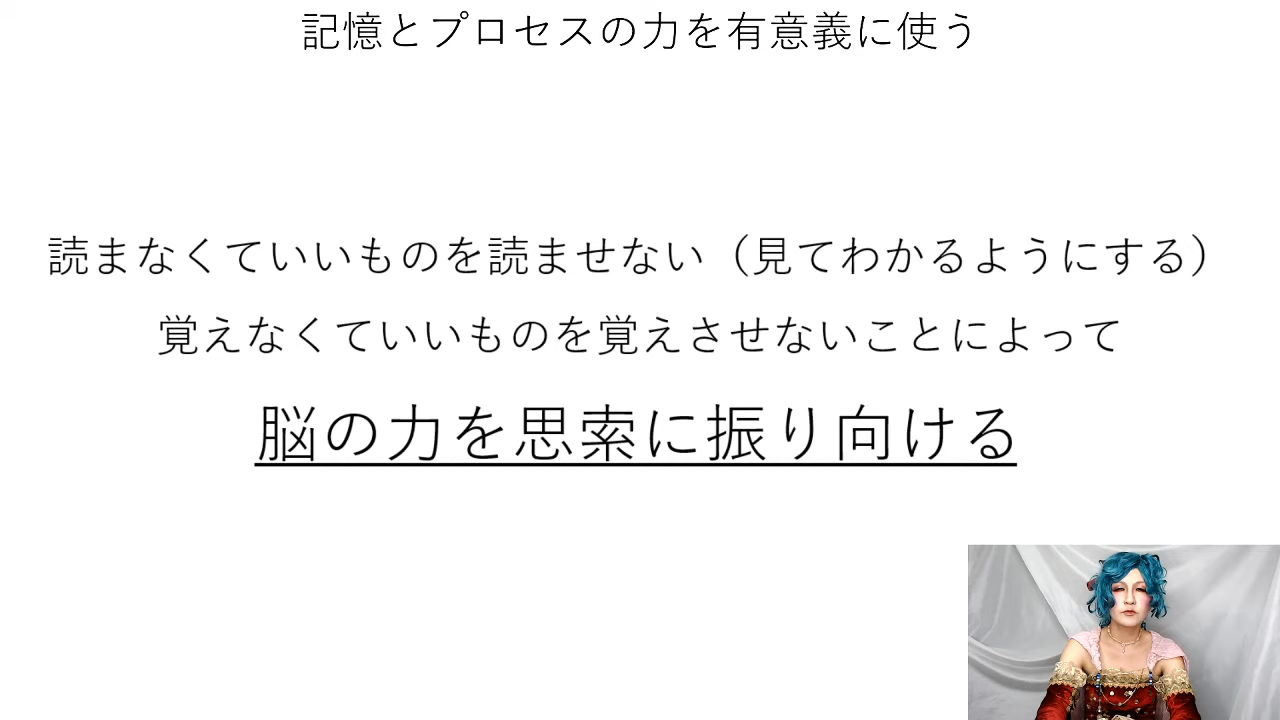 記憶とプロセスの力を有意義に使う
読まなくていいものを読ませない（見てわかるようにする）
覚えなくていいものを覚えさせないことによって
脳の力を思索に振り向ける